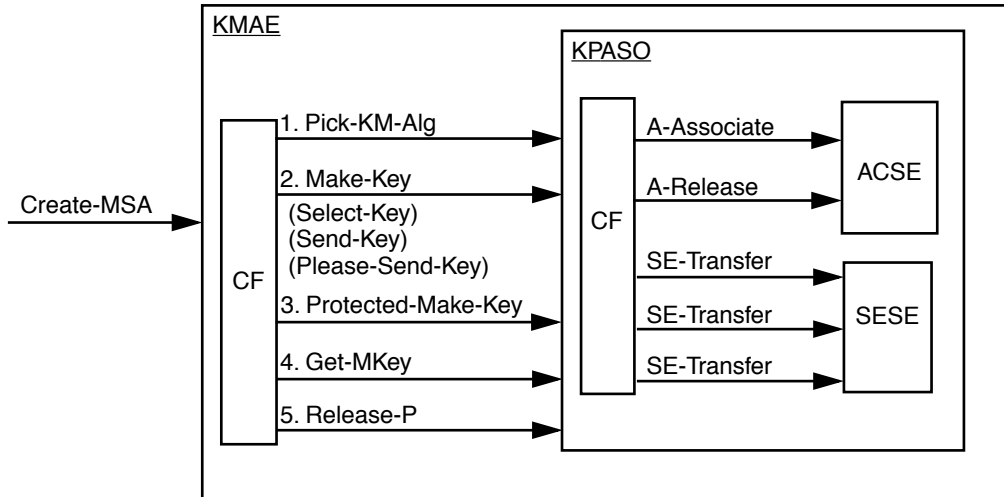 KMAE
KPASO
1. Pick-KM-Alg
A-Associate
ACSE
2. Make-Key
A-Release
Create-MSA
(Select-Key)
(Send-Key)
(Please-Send-Key)
CF
CF
SE-Transfer
3. Protected-Make-Key
SE-Transfer
SESE
4. Get-MKey
SE-Transfer
5. Release-P